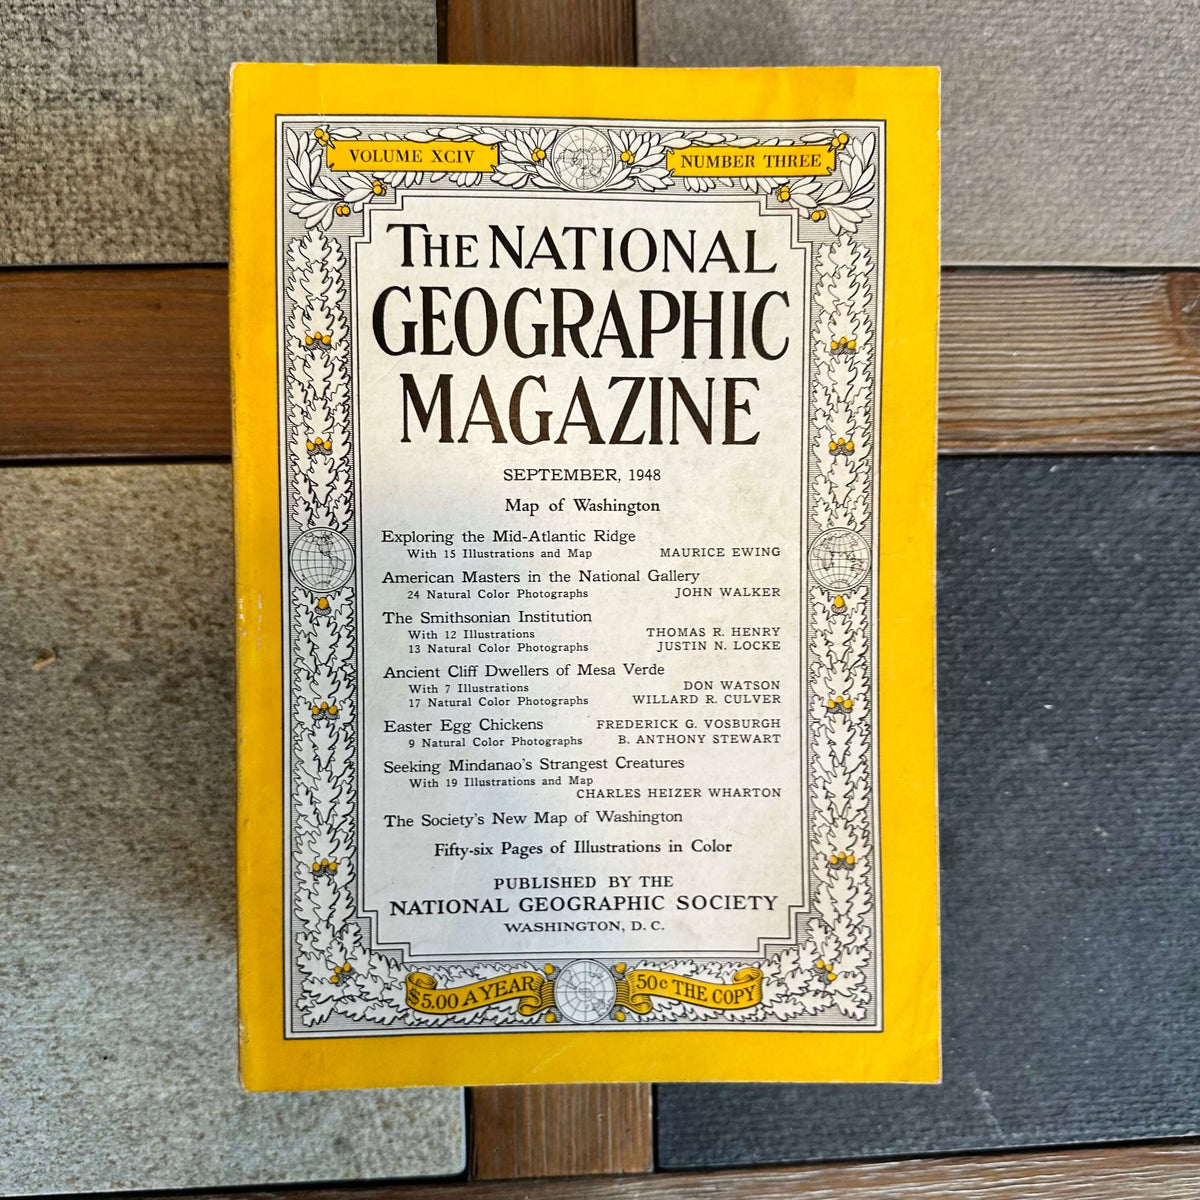 VOLUME XCIV
NUMBER THREE
THE NATIONAL
GEOGRAPHIC
MAGAZINE
SEPTEMBER, 1948
Map of Washington
Exploring the Mid-Atlantic Ridge
With 15 Illustrations and Map MAURICE EWING
American Masters in the National Gallery
24 Natural Color Photographs JOHN WALKER
The Smithsonian Institution
With 12 Illustrations THOMAS R. HENRY
13 Natural Color Photographs JUSTIN N. LOCKE
Ancient Cliff Dwellers of Mesa Verde
With 7 Illustrations DON WATSON
17 Natural Color Photographs WILLARD R. CULVER
Easter Egg Chickens FREDERICK G. VOSBURGH
9 Natural Color Photographs B. ANTHONY STEWART
Seeking Mindanao's Strangest Creatures
With 19 Illustrations and Map
CHARLES HEIZER WHARTON
The Society's New Map of Washington
Fifty-six Pages of Illustrations in Color
PUBLISHED BY THE
NATIONAL GEOGRAPHIC SOCIETY
WASHINGTON, D. C.
$5.00 A YEAR
50c THE COPY